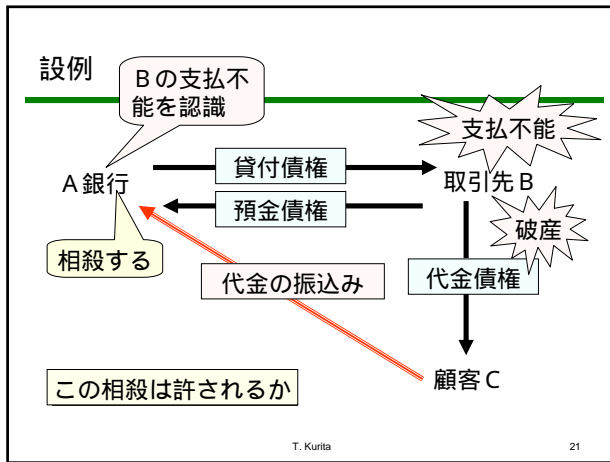 設例
Ｂの支払不
能を認識
支払不能
貸付債権
Ａ銀行
取引先Ｂ
預金債権
破産
相殺する
代金の振込み
代金債権
顧客Ｃ
この相殺は許されるか
T. Kurita
21